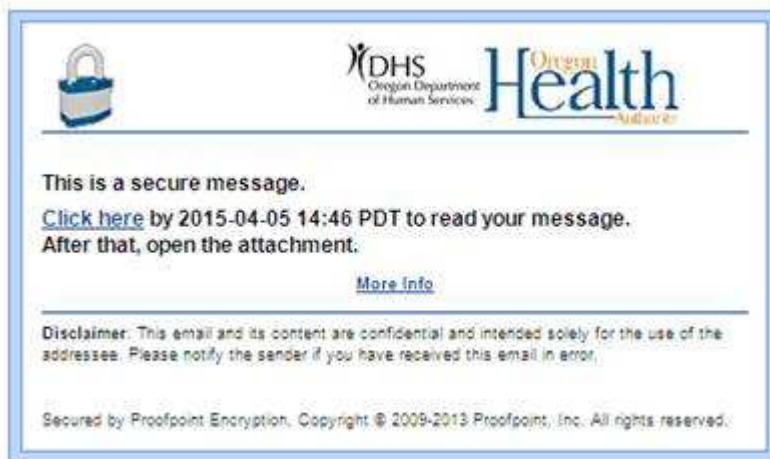 DHS
Oregon Department
of Human Services
Oregon
Health
Authority
This is a secure message.
Click here by 2015-04-05 14:46 PDT to read your message.
After that, open the attachment.
More Info
Disclaimer: This email and its content are confidential and intended solely for the use of the
addressee. Please notify the sender if you have received this email in error.
Secured by Proofpoint Encryption, Copyright © 2009-2013 Proofpoint, Inc. All rights reserved.